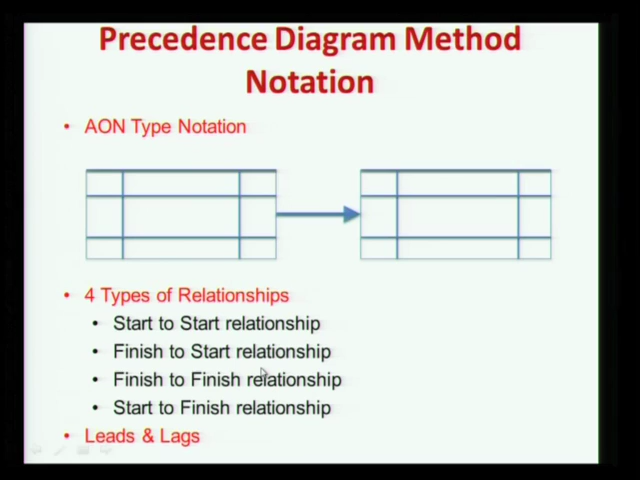 Precedence Diagram Method
Notation
• AON Type Notation
• 4 Types of Relationships
• Start to Start relationship
• Finish to Start relationship
• Finish to Finish relationship
• Start to Finish relationship
• Leads & Lags